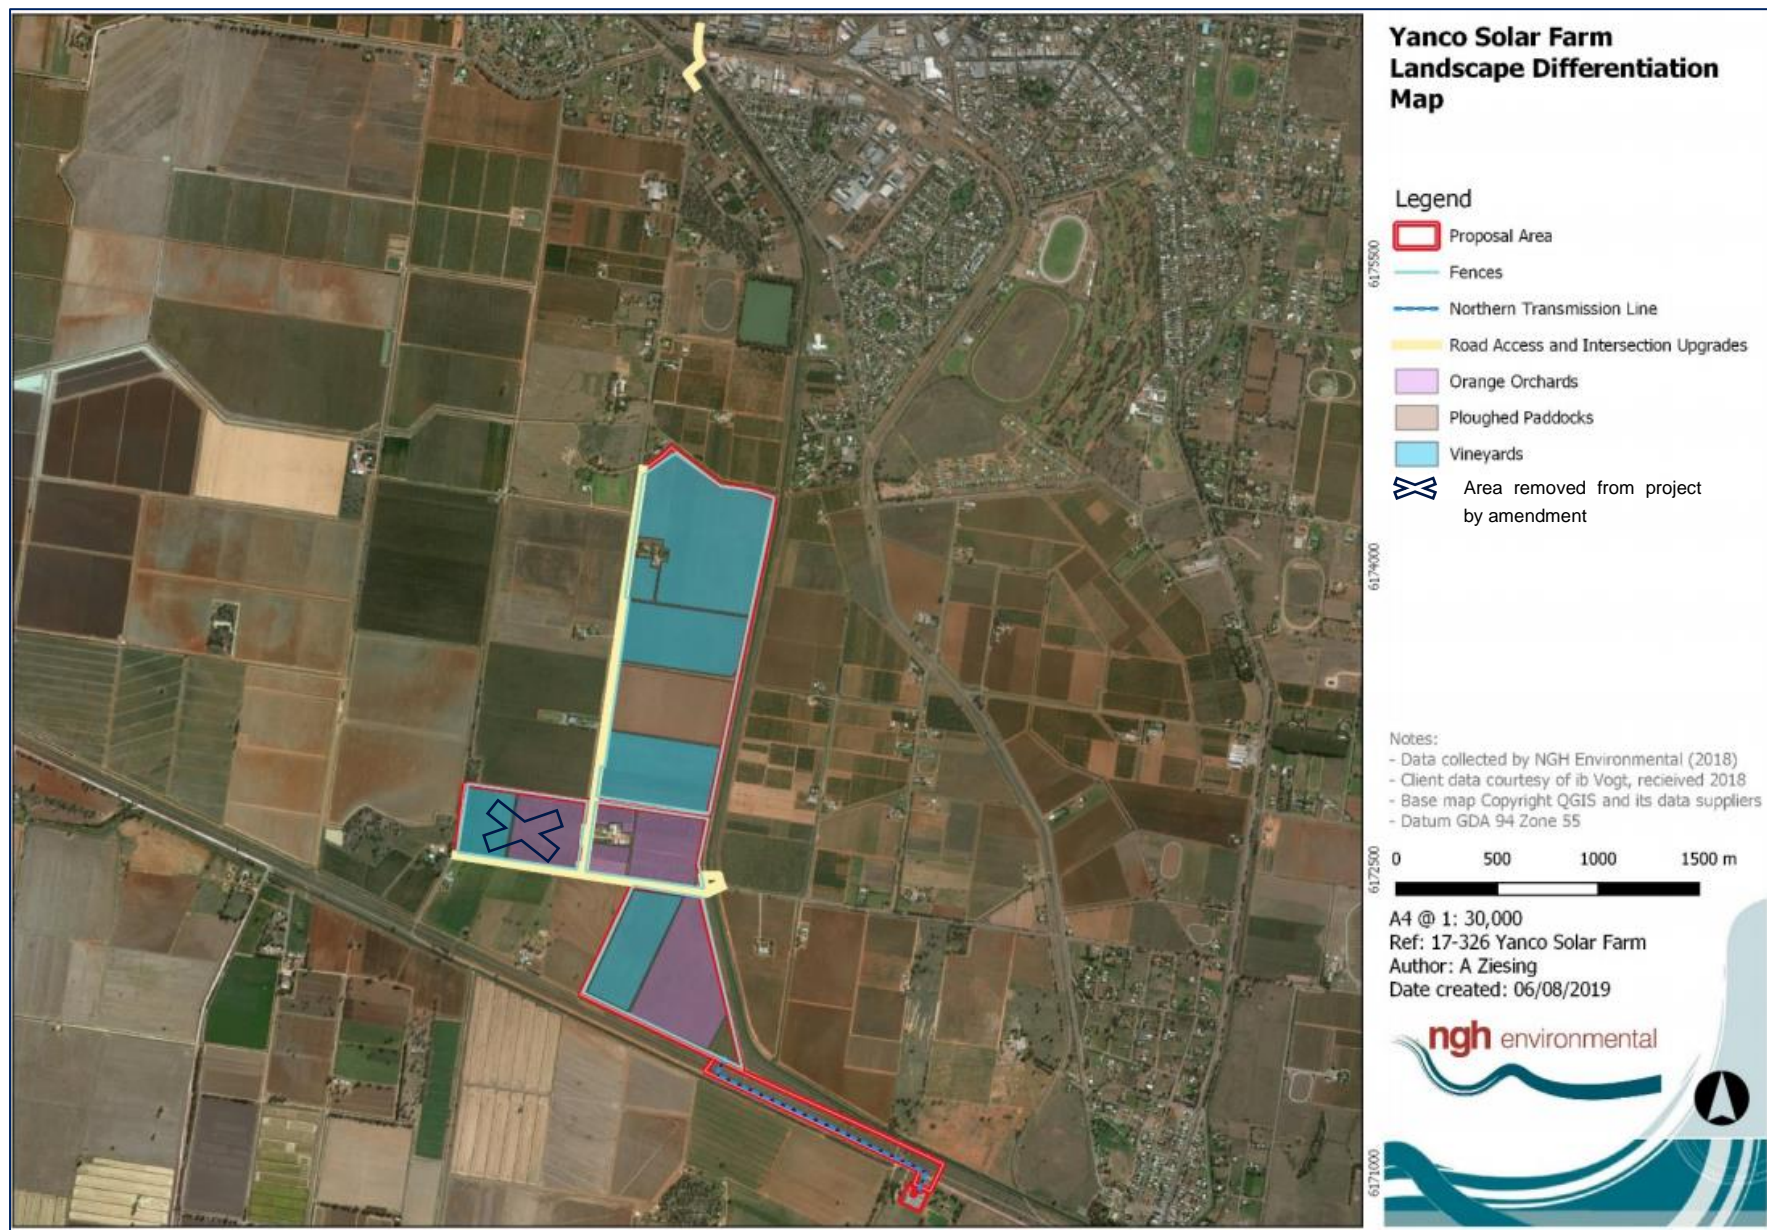 Yanco Solar Farm
Landscape Differentiation
Map
Legend
Proposal Area
Fences
Northern Transmission Line
Road Access and Intersection Upgrades
Orange Orchards
Ploughed Paddocks
Vineyards
Area removed from project
by amendment
6175500
6174000
6172500
6171000
Notes:
- Data collected by NGH Environmental (2018)
- Client data courtesy of ib Vogt, recieived 2018
- Base map Copyright QGIS and its data suppliers
- Datum GDA 94 Zone 55
0 500 1000 1500 m
A4 @ 1: 30,000
Ref: 17-326 Yanco Solar Farm
Author: A Ziesing
Date created: 06/08/2019
ngh environmental